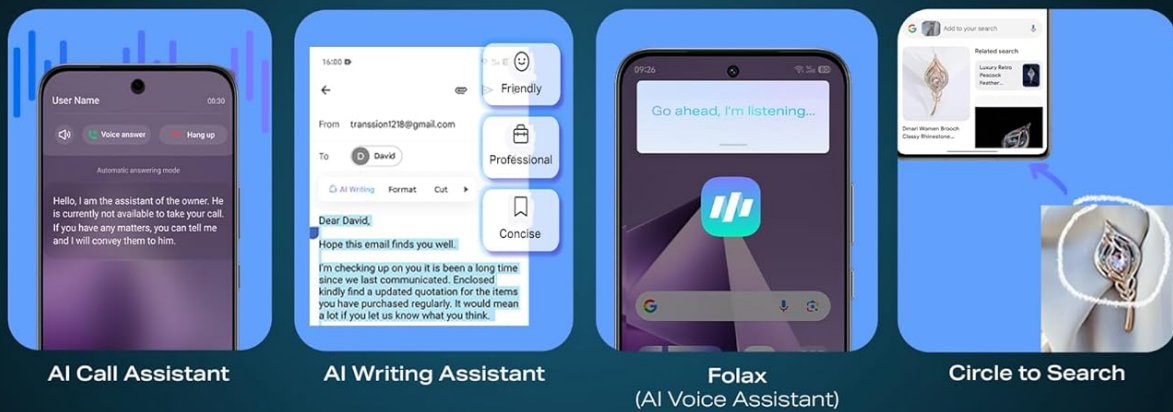 User Name
08:30
Voice answer
Hang up
Automatic answering mode
Hello, I am the assistant of the owner. He
is currently not available to take your call.
If you have any matters, you can tell me
and I will convey them to him.
AI Call Assistant
16:00
Friendly
From transsion1218@gmail.com
To D David
Professional
AI Writing Format Cut
Concise
Dear David,
Hope this email finds you well.
I'm checking up on you it is been a long time
since we last communicated. Enclosed
kindly find a updated quotation for the items
you have purchased regularly. It would mean
a lot if you let us know what you think.
AI Writing Assistant
09:26
Go ahead, I'm listening...
G
Folax
(AI Voice Assistant)
G Add to your search
Related search
Luxury Retro
Peacock
Feather...
Dmari Women Brooch
Classy Rhinestone...
Circle to Search